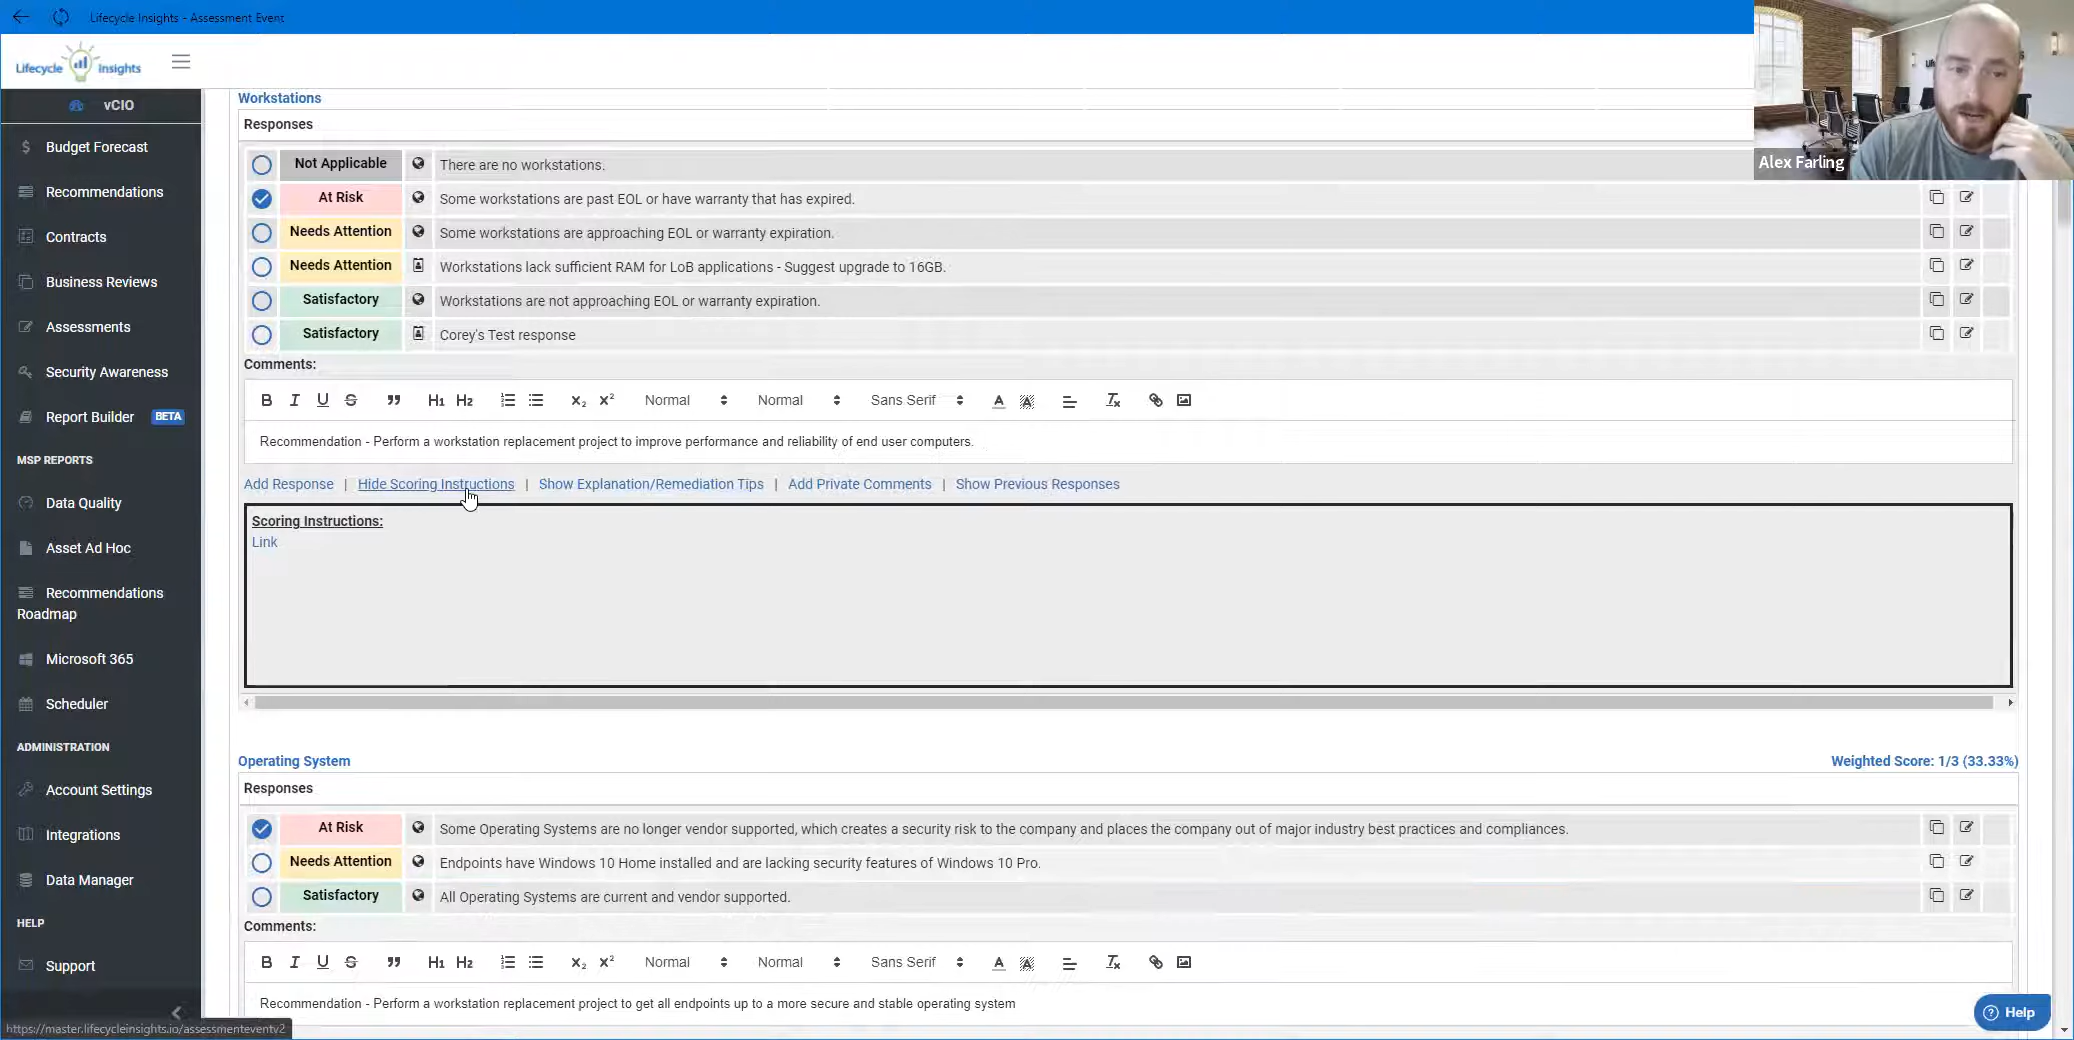 Lifecycle Insights - Assessment Event
Lifecycle Insights
Alex Farling
vCIO
Budget Forecast
Recommendations
Contracts
Business Reviews
Assessments
Security Awareness
Report Builder BETA
MSP REPORTS
Data Quality
Asset Ad Hoc
Recommendations
Roadmap
Microsoft 365
Scheduler
ADMINISTRATION
Account Settings
Integrations
Data Manager
HELP
Support
https://master.lifecycleinsights.io/assessmenteventv2
Workstations
Responses
Not Applicable There are no workstations.
At Risk Some workstations are past EOL or have warranty that has expired.
Needs Attention Some workstations are approaching EOL or warranty expiration.
Needs Attention Workstations lack sufficient RAM for LoB applications - Suggest upgrade to 16GB.
Satisfactory Workstations are not approaching EOL or warranty expiration.
Satisfactory Corey's Test response
Comments:
B I U S " H1 H2 X2 X2 Normal Normal Sans Serif A A Tx
Recommendation - Perform a workstation replacement project to improve performance and reliability of end user computers.
Add Response | Hide Scoring Instructions | Show Explanation/Remediation Tips | Add Private Comments | Show Previous Responses
Scoring Instructions:
Link
Operating System Weighted Score: 1/3 (33.33%)
Responses
At Risk Some Operating Systems are no longer vendor supported, which creates a security risk to the company and places the company out of major industry best practices and compliances.
Needs Attention Endpoints have Windows 10 Home installed and are lacking security features of Windows 10 Pro.
Satisfactory All Operating Systems are current and vendor supported.
Comments:
B I U S " H1 H2 X2 X2 Normal Normal Sans Serif A A Tx
Recommendation - Perform a workstation replacement project to get all endpoints up to a more secure and stable operating system
Help